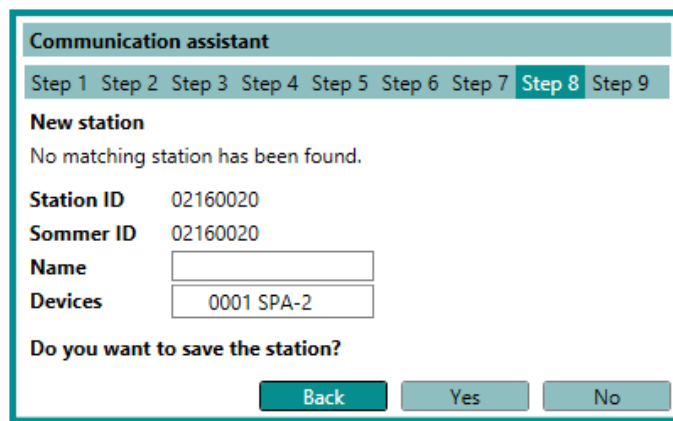 Communication assistant
Step 1 Step 2 Step 3 Step 4 Step 5 Step 6 Step 7 Step 8 Step 9
New station
No matching station has been found.
Station ID 02160020
Sommer ID 02160020
Name
Devices 0001 SPA-2
Do you want to save the station?
Back Yes No